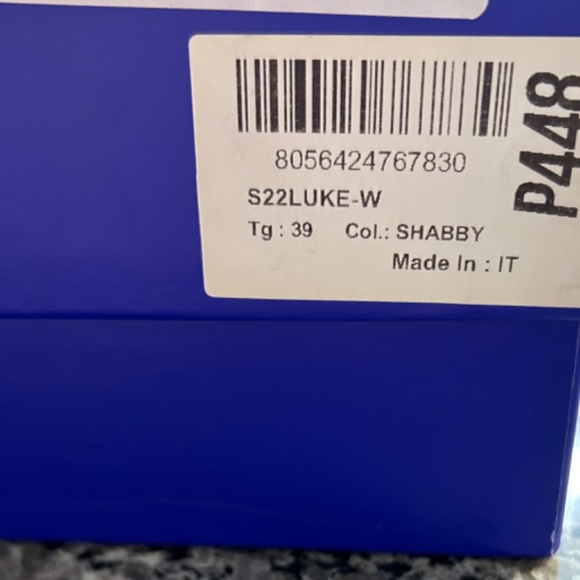 8056424767830
S22LUKE-W
Tg : 39 Col.: SHABBY
Made In : IT
P448